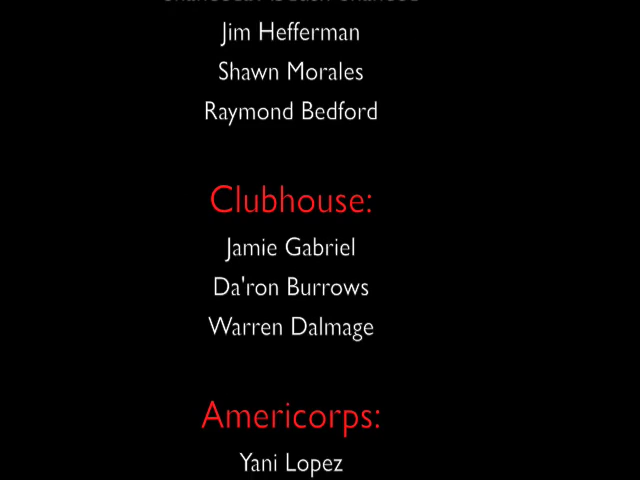 Jim Hefferman
Shawn Morales
Raymond Bedford
Clubhouse:
Jamie Gabriel
Da'ron Burrows
Warren Dalmage
Americorps:
Yani Lopez